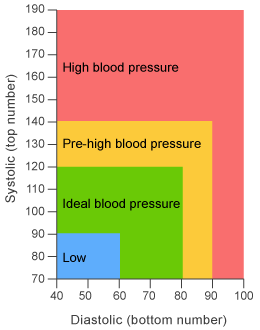 190
180
170
160
150
140
130
120
110
100
90
80
70
Systolic (top number)
High blood pressure
Pre-high blood pressure
Ideal blood pressure
Low
40 50 60 70 80 90 100
Diastolic (bottom number)